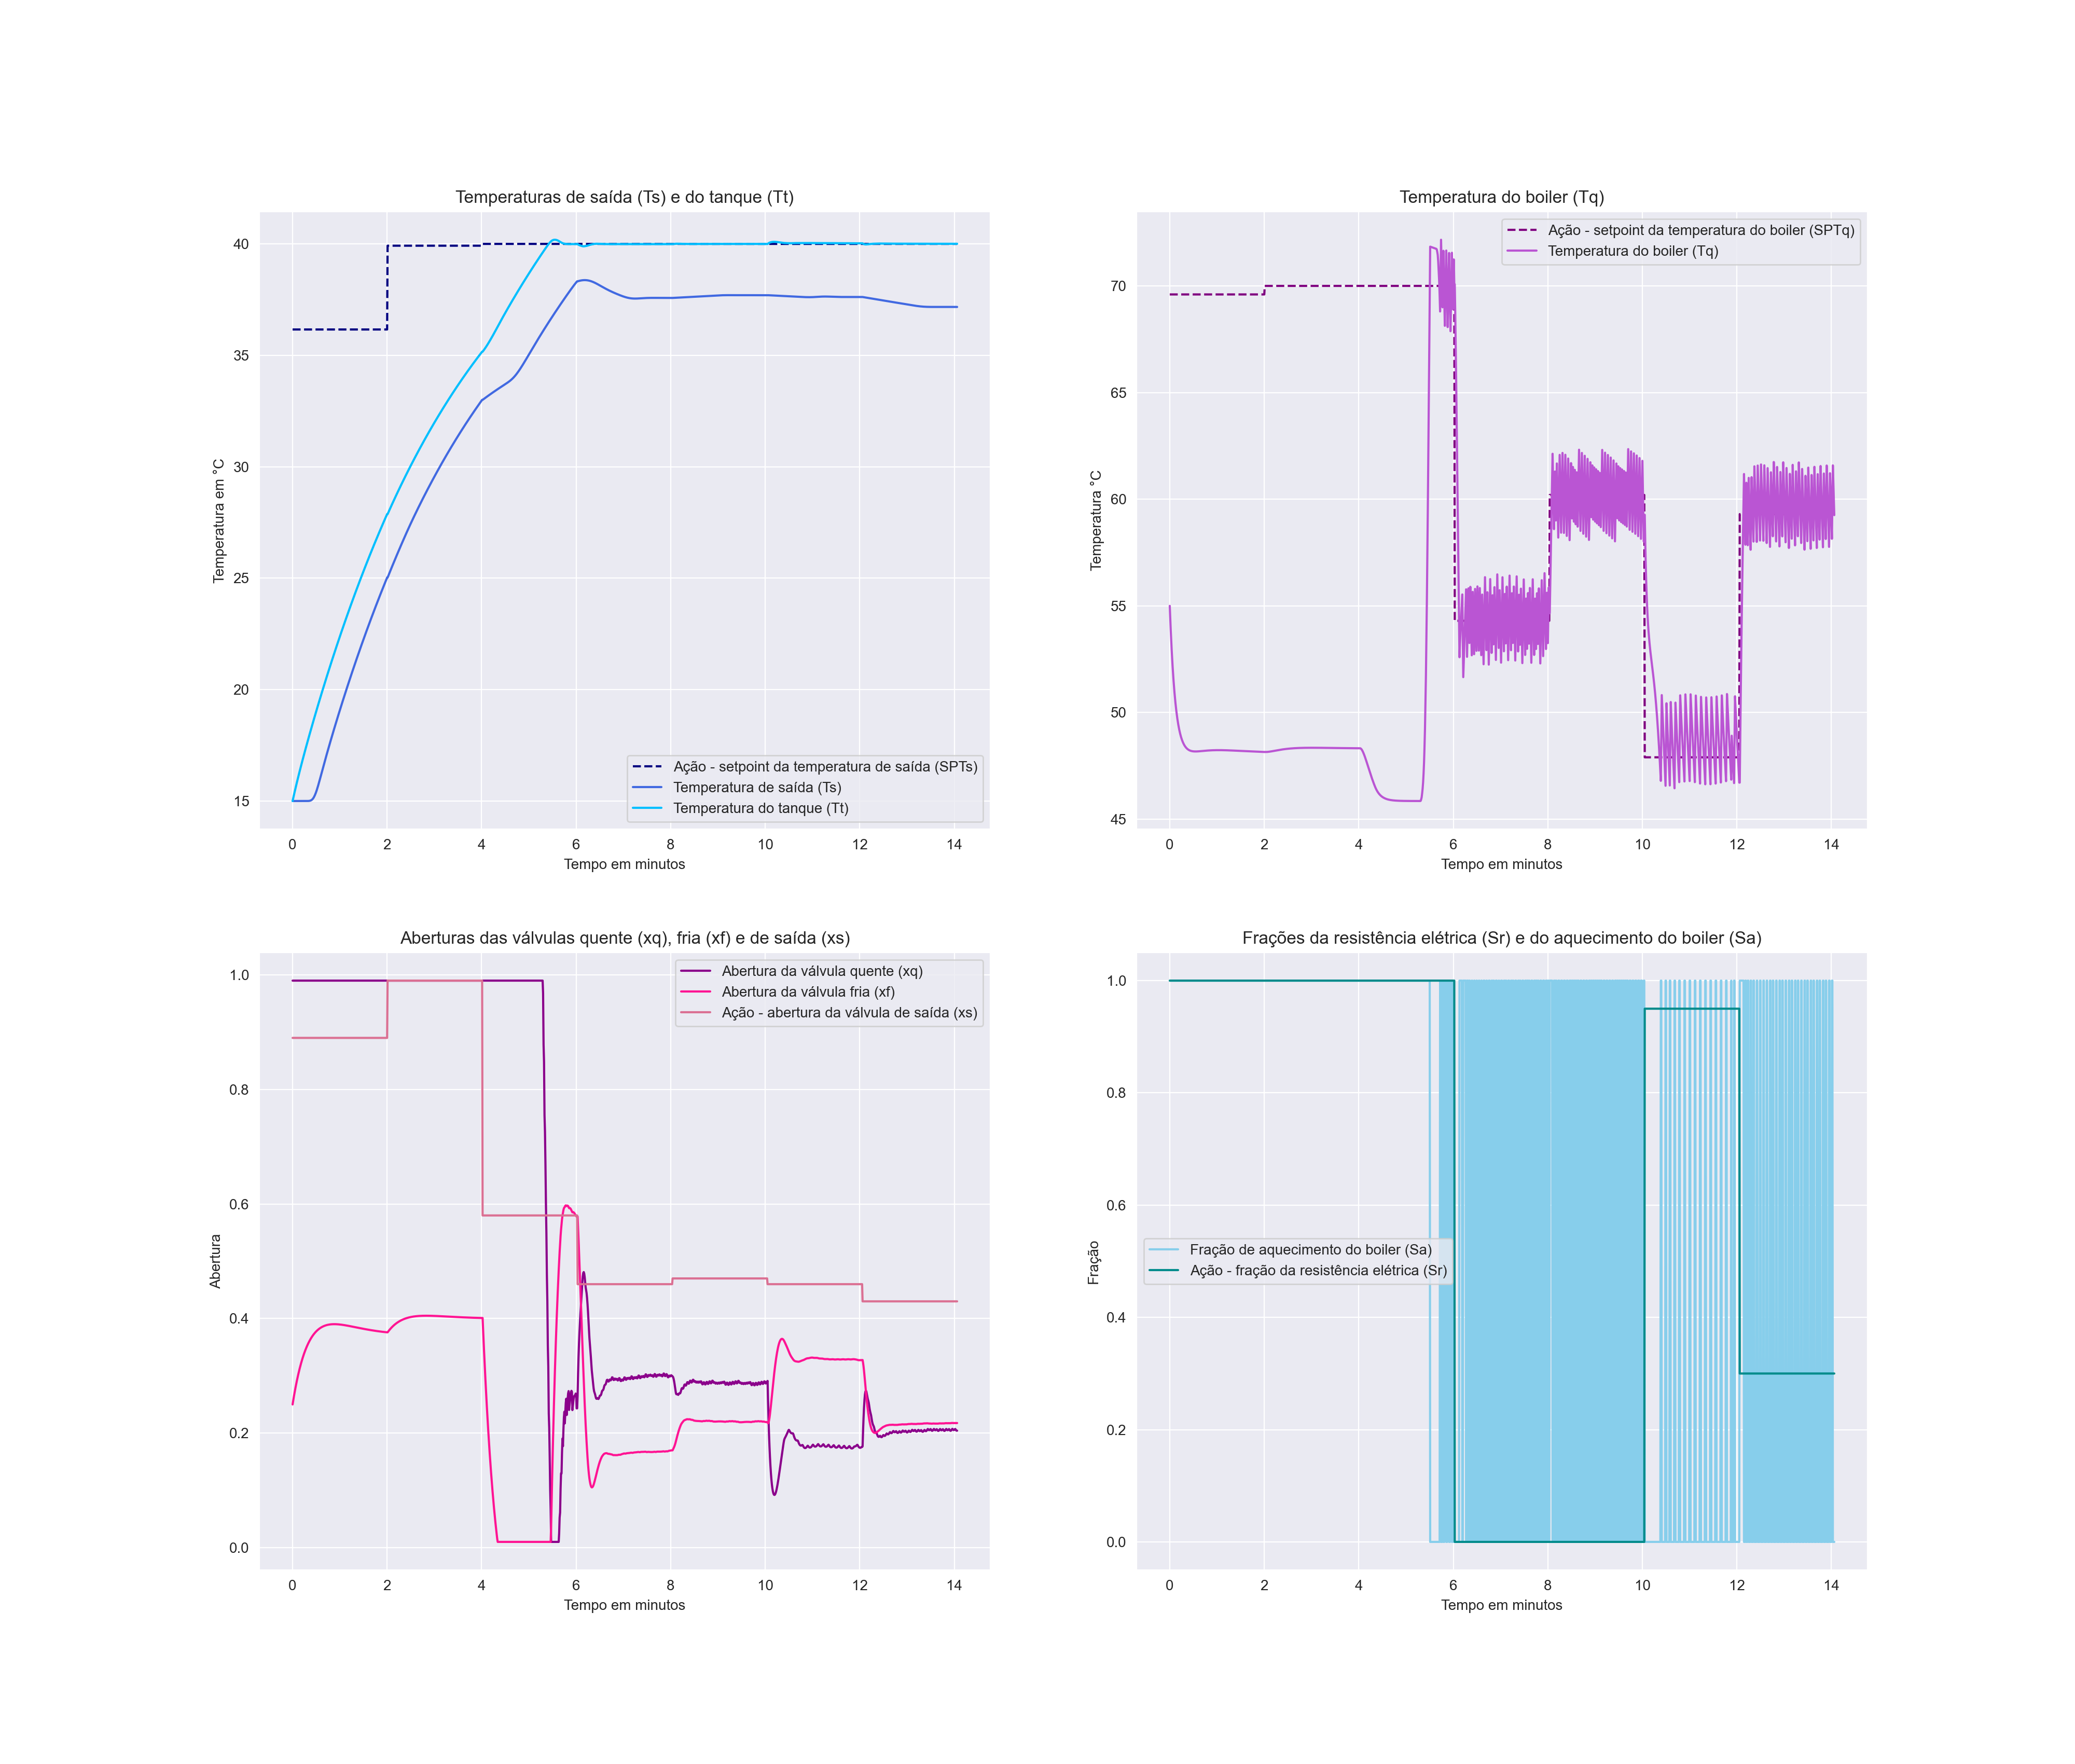 Temperaturas de saída (Ts) e do tanque (Tt)
Temperatura em °C
40
35
30
25
20
15
Ação - setpoint da temperatura de saída (SPTs)
Temperatura de saída (Ts)
Temperatura do tanque (Tt)
0 2 4 6 8 10 12 14
Tempo em minutos
Temperatura do boiler (Tq)
Temperatura °C
70
65
60
55
50
45
Ação - setpoint da temperatura do boiler (SPTq)
Temperatura do boiler (Tq)
0 2 4 6 8 10 12 14
Tempo em minutos
Aberturas das válvulas quente (xq), fria (xf) e de saída (xs)
Abertura
1.0
0.8
0.6
0.4
0.2
0.0
Abertura da válvula quente (xq)
Abertura da válvula fria (xf)
Ação - abertura da válvula de saída (xs)
0 2 4 6 8 10 12 14
Tempo em minutos
Frações da resistência elétrica (Sr) e do aquecimento do boiler (Sa)
Fração
1.0
0.8
0.6
0.4
0.2
0.0
Fração de aquecimento do boiler (Sa)
Ação - fração da resistência elétrica (Sr)
0 2 4 6 8 10 12 14
Tempo em minutos